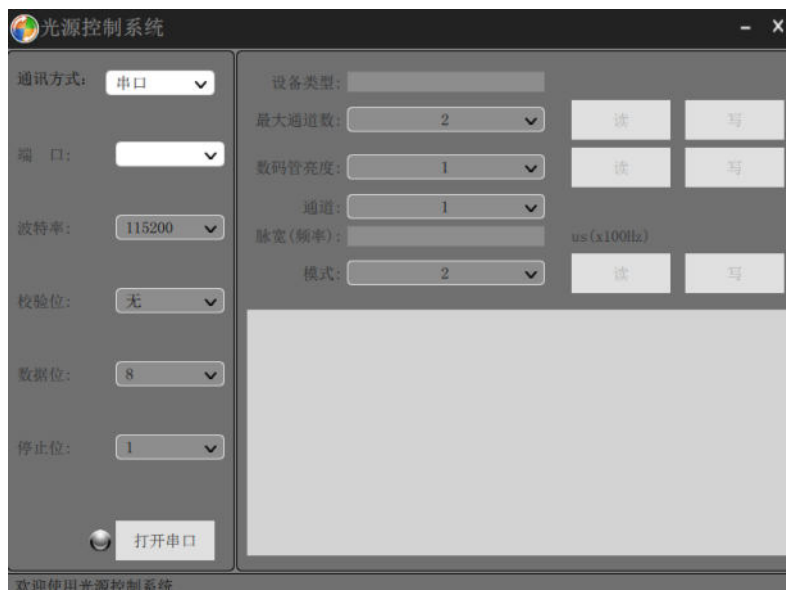 光源控制系统
通讯方式: 串口
端 口:
波特率: 115200
校验位: 无
数据位: 8
停止位: 1
打开串口
设备类型:
最大通道数: 2 读 写
数码管亮度: 1 读 写
通道: 1
脉宽(频率): us(x100Hz)
模式: 2 读 写
欢迎使用光源控制系统